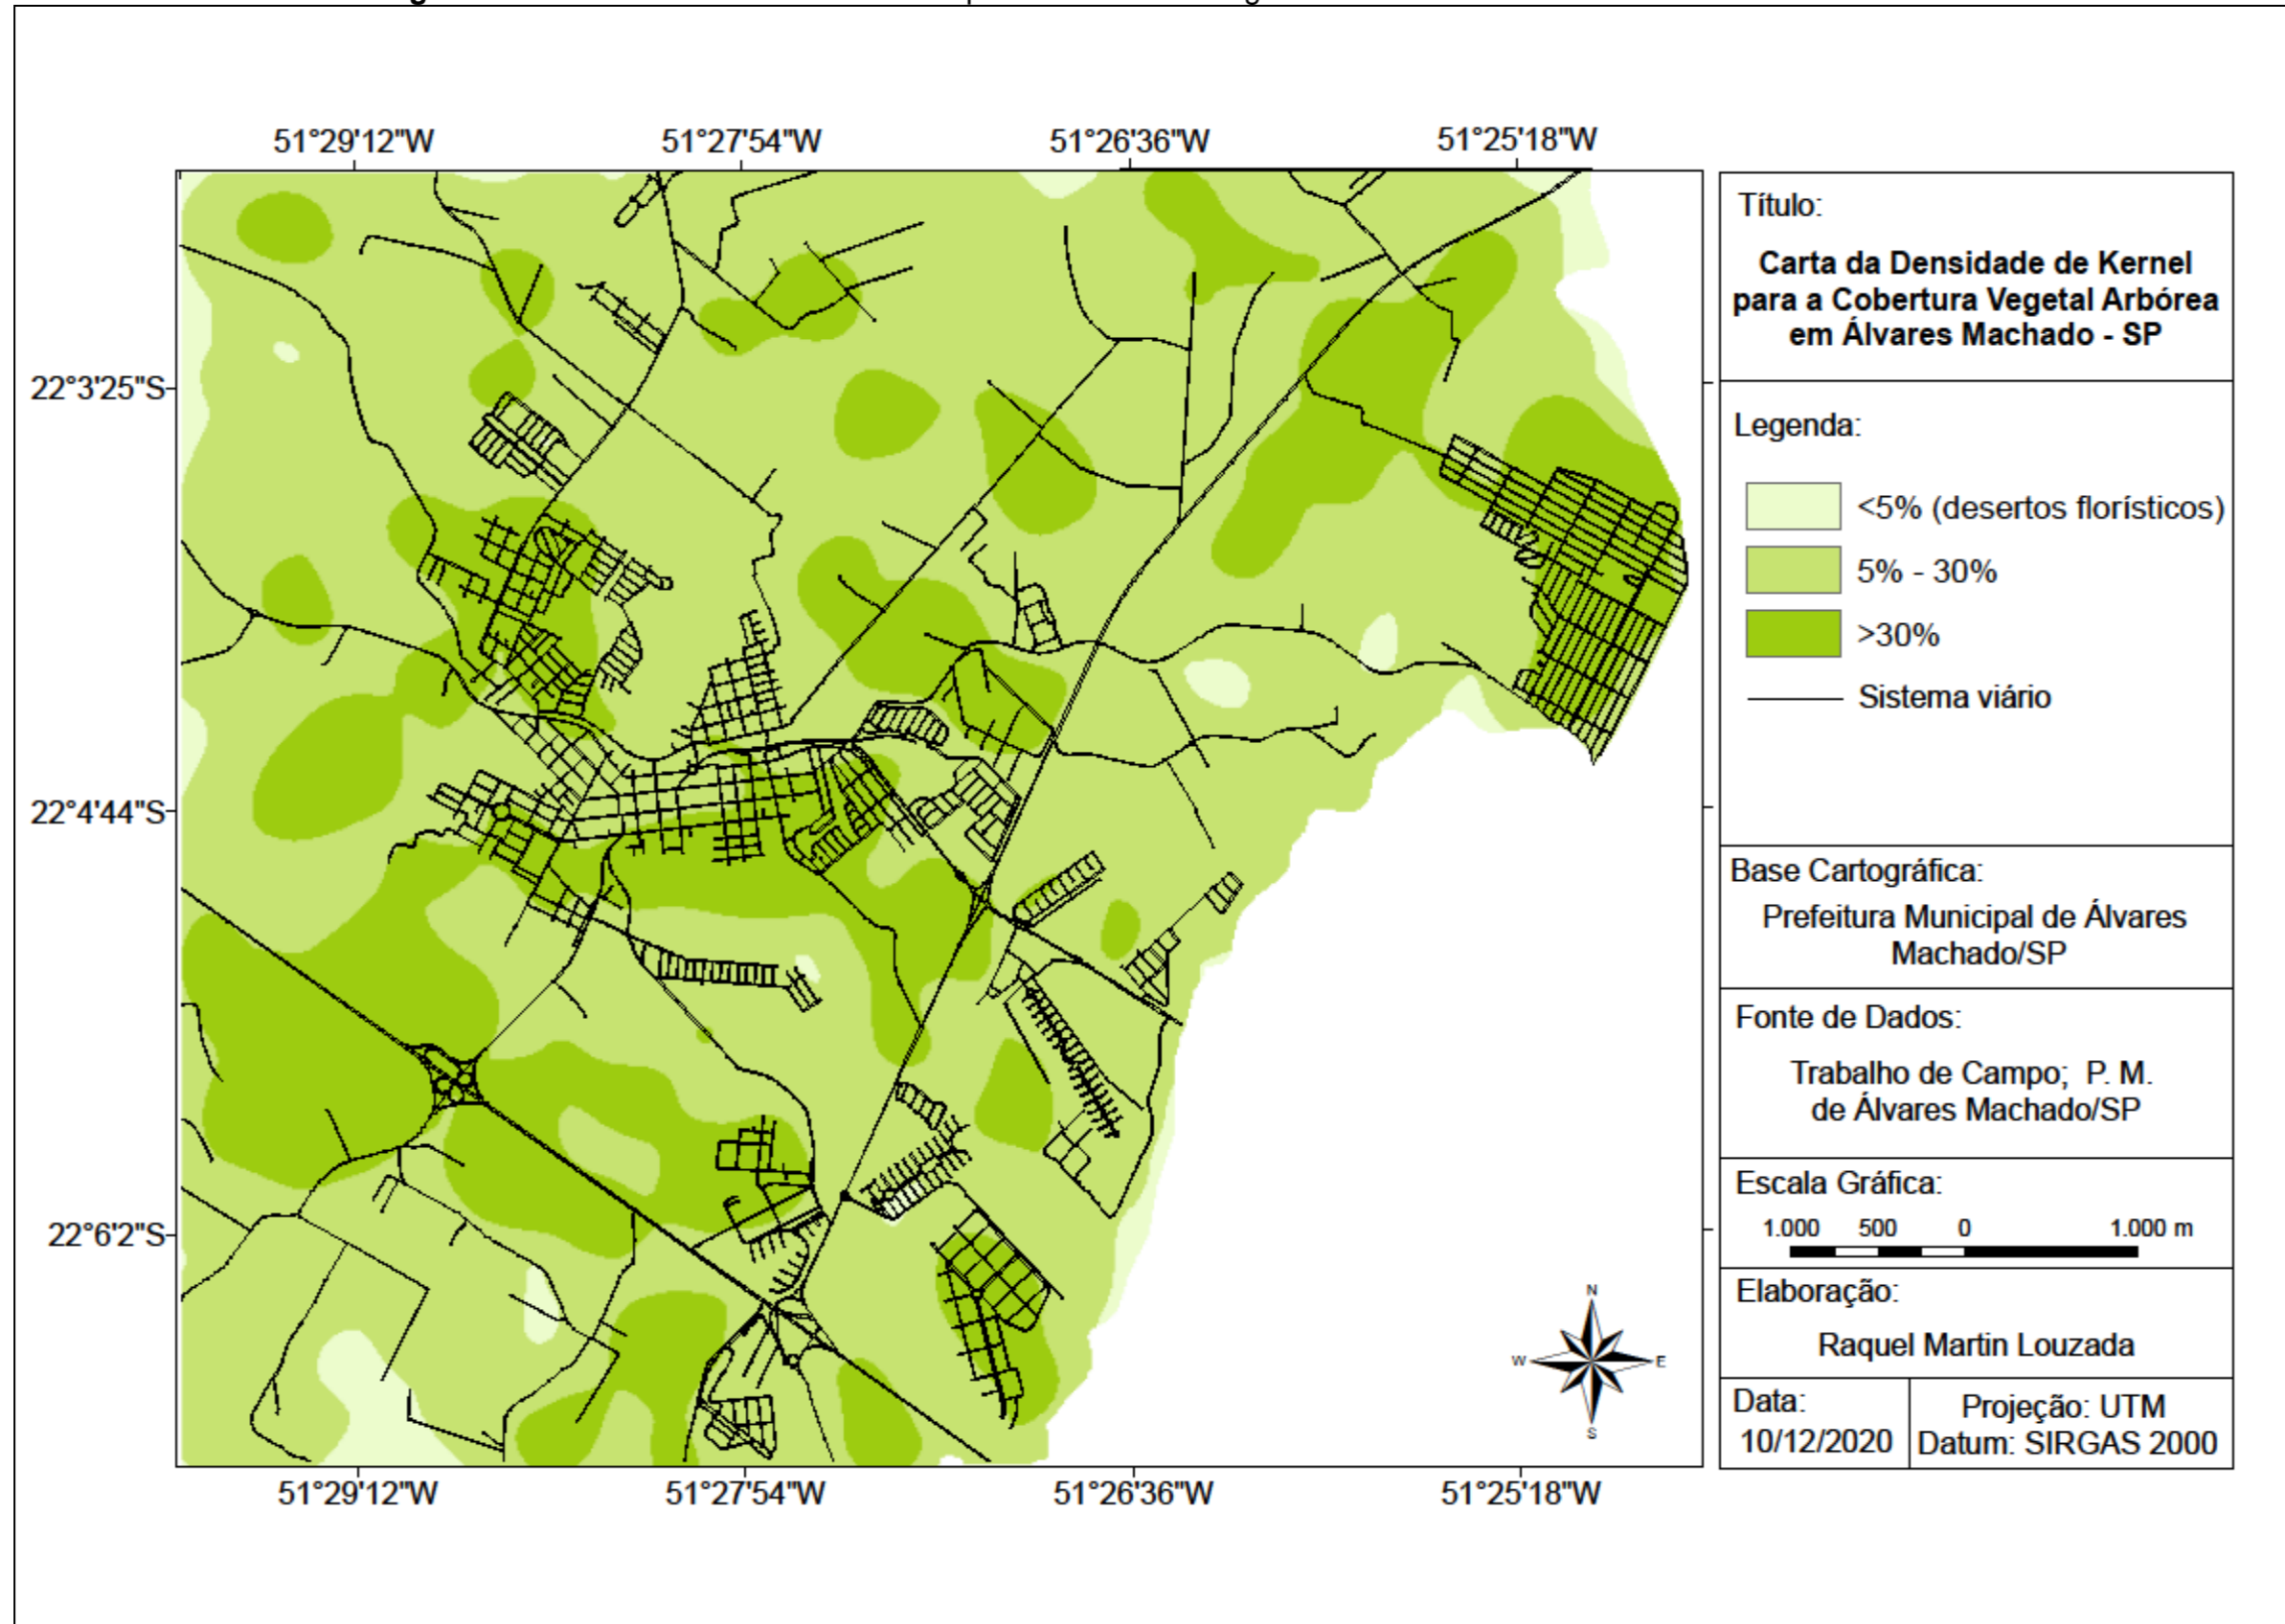 51°29'12"W 51°27'54"W 51°26'36"W 51°25'18"W
22°3'25"S
22°4'44"S
22°6'2"S
51°29'12"W 51°27'54"W 51°26'36"W 51°25'18"W
Título:
Carta da Densidade de Kernel
para a Cobertura Vegetal Arbórea
em Álvares Machado - SP
Legenda:
<5% (desertos florísticos)
5% - 30%
>30%
Sistema viário
Base Cartográfica:
Prefeitura Municipal de Álvares
Machado/SP
Fonte de Dados:
Trabalho de Campo; P. M.
de Álvares Machado/SP
Escala Gráfica:
1.000 500 0 1.000 m
Elaboração:
Raquel Martin Louzada
Data:
10/12/2020
Projeção: UTM
Datum: SIRGAS 2000
N
W E
S